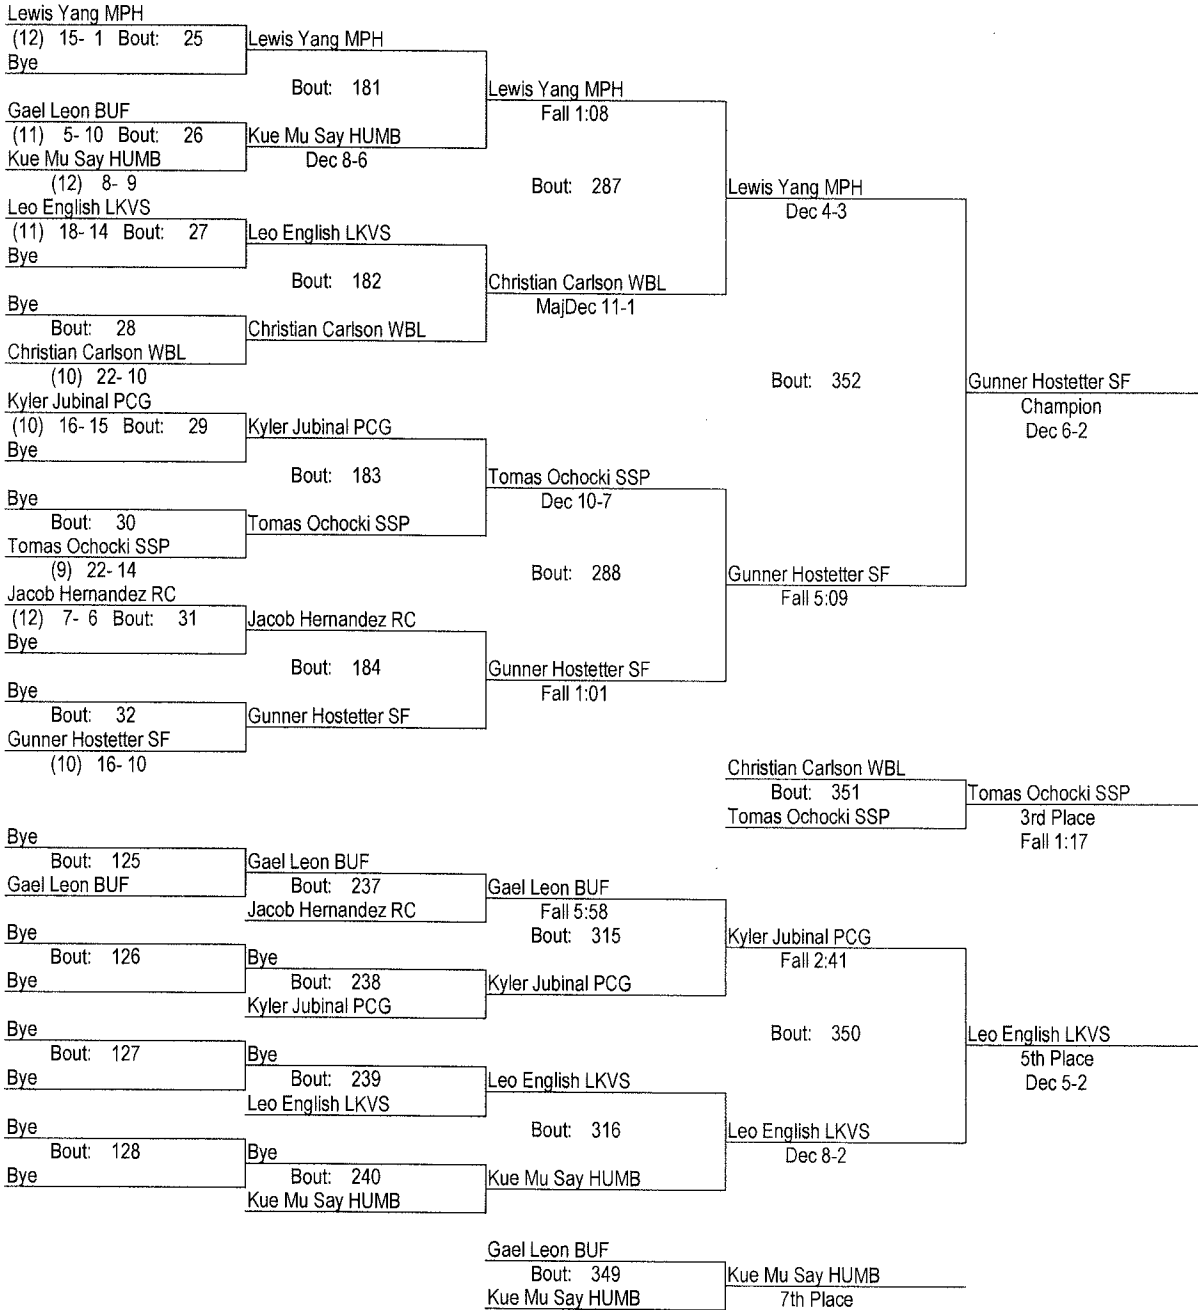 Lewis Yang MPH
(12) 15- 1 Bout: 25
Bye
Gael Leon BUF
(11) 5- 10 Bout: 26
Kue Mu Say HUMB
(12) 8- 9
Leo English LKVS
(11) 18- 14 Bout: 27
Bye
Bye
Bout: 28
Christian Carlson WBL
(10) 22- 10
Kyler Jubinal PCG
(10) 16- 15 Bout: 29
Bye
Bye
Bout: 30
Tomas Ochocki SSP
(9) 22- 14
Jacob Hernandez RC
(12) 7- 6 Bout: 31
Bye
Bye
Bout: 32
Gunner Hostetter SF
(10) 16- 10
Lewis Yang MPH
Bout: 181
Kue Mu Say HUMB
Dec 8-6
Leo English LKVS
Bout: 182
Christian Carlson WBL
Kyler Jubinal PCG
Bout: 183
Tomas Ochocki SSP
Jacob Hernandez RC
Bout: 184
Gunner Hostetter SF
Lewis Yang MPH
Fall 1:08
Bout: 287
Christian Carlson WBL
MajDec 11-1
Tomas Ochocki SSP
Dec 10-7
Bout: 288
Gunner Hostetter SF
Fall 1:01
Lewis Yang MPH
Dec 4-3
Bout: 352
Gunner Hostetter SF
Fall 5:09
Gunner Hostetter SF
Champion
Dec 6-2
Christian Carlson WBL
Bout: 351
Tomas Ochocki SSP
Tomas Ochocki SSP
3rd Place
Fall 1:17
Bye
Bout: 125
Gael Leon BUF
Bye
Bout: 126
Bye
Bye
Bout: 127
Bye
Bye
Bout: 128
Bye
Gael Leon BUF
Bout: 237
Jacob Hernandez RC
Bye
Bout: 238
Kyler Jubinal PCG
Bye
Bout: 239
Leo English LKVS
Bye
Bout: 240
Kue Mu Say HUMB
Gael Leon BUF
Fall 5:58
Bout: 315
Kyler Jubinal PCG
Leo English LKVS
Bout: 316
Kue Mu Say HUMB
Kyler Jubinal PCG
Fall 2:41
Bout: 350
Leo English LKVS
Dec 8-2
Leo English LKVS
5th Place
Dec 5-2
Gael Leon BUF
Bout: 349
Kue Mu Say HUMB
Kue Mu Say HUMB
7th Place